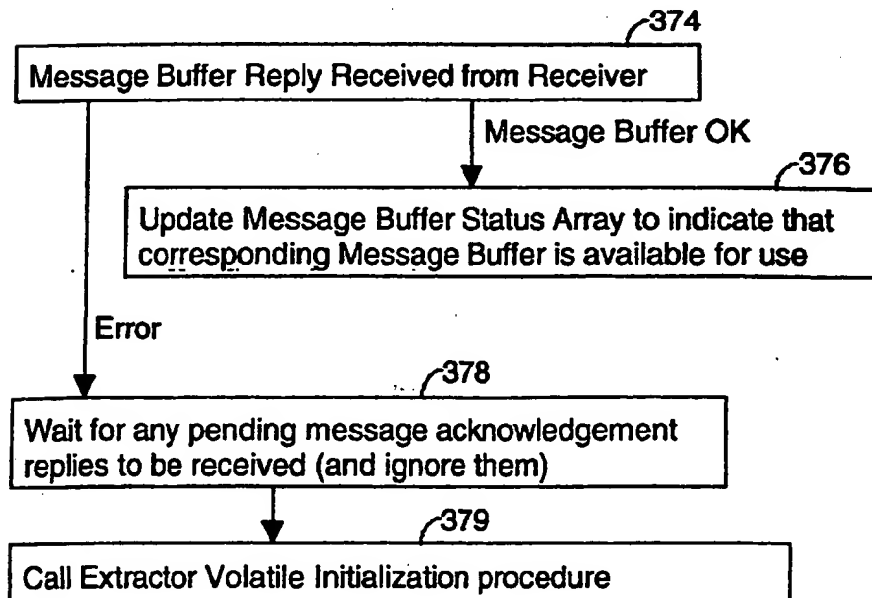 374
Message Buffer Reply Received from Receiver
Message Buffer OK
376
Update Message Buffer Status Array to indicate that
corresponding Message Buffer is available for use
Error
378
Wait for any pending message acknowledgement
replies to be received (and ignore them)
379
Call Extractor Volatile Initialization procedure